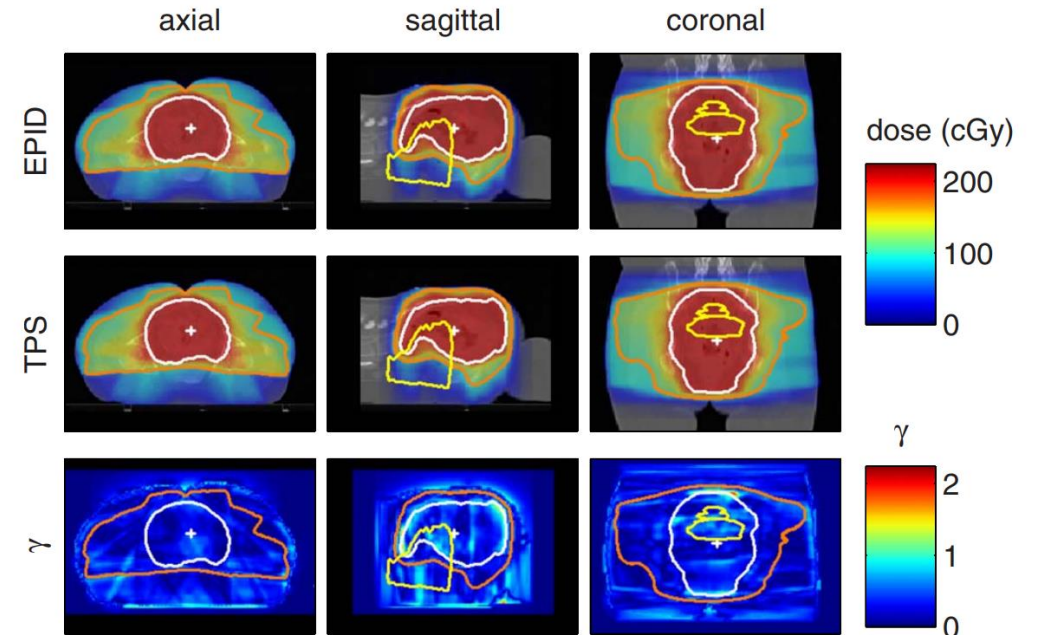 axial sagittal coronal
EPID
dose (cGy)
200
100
0
TPS
γ
2
1
0
γ